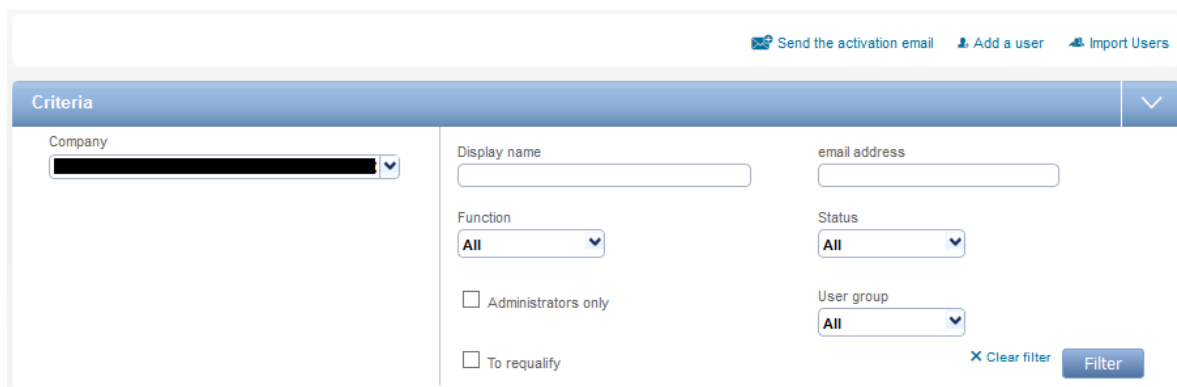 Send the activation email Add a user Import Users
Criteria
Company
Display name email address
Function Status
All All
Administrators only User group
All
To requalify Clear filter Filter